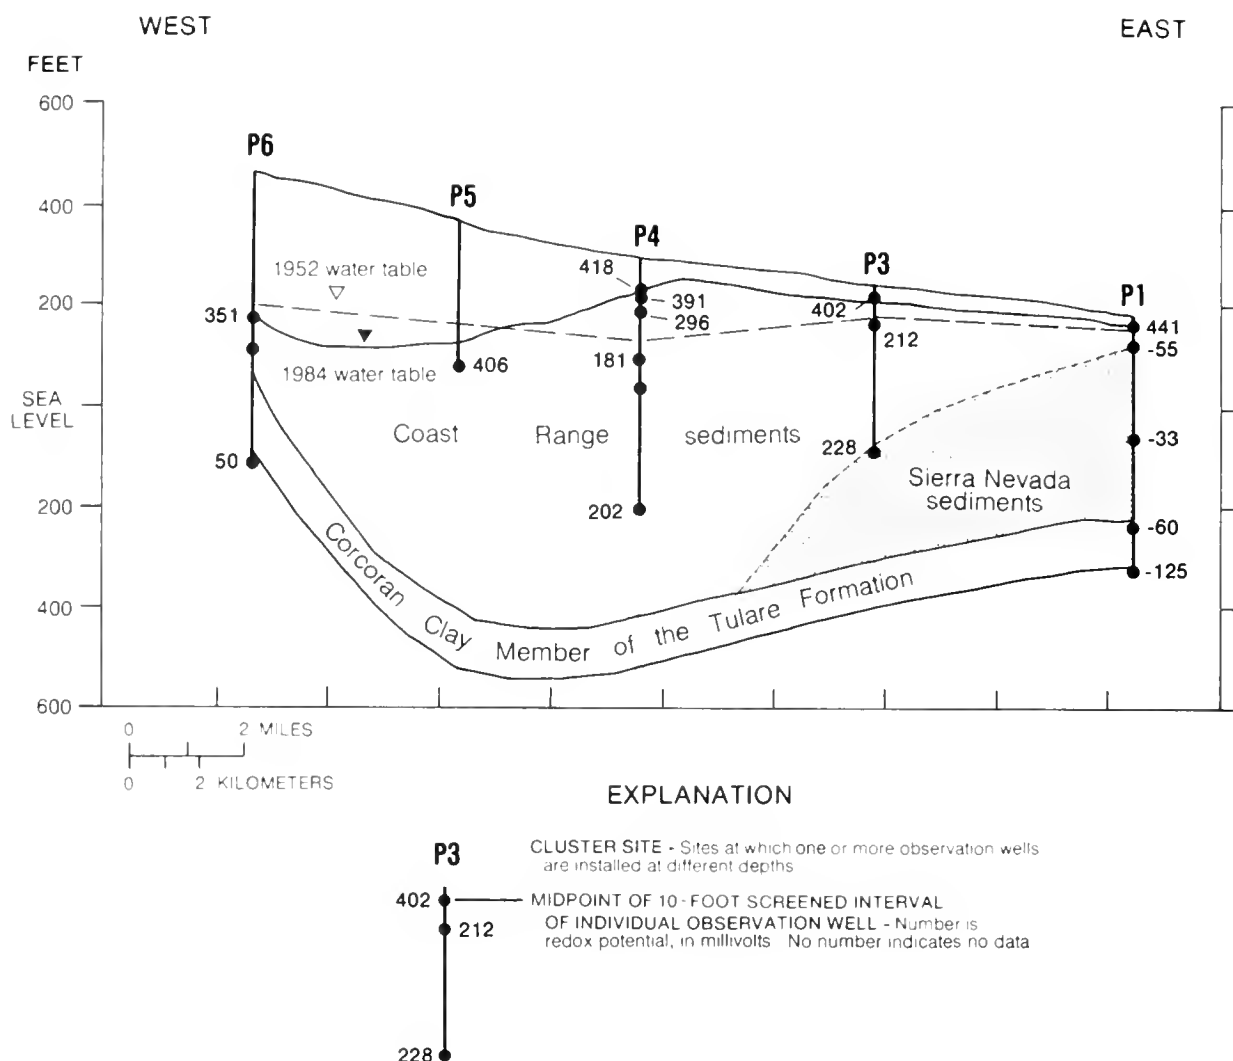 WEST
EAST
FEET
600
P6
P5
400
P4
P3
418
1952 water table
P1
200
391
351
402
441
296
212
-55
181
406
1984 water table
SEA
LEVEL
Coast Range sediments
-33
228
50
Sierra Nevada
sediments
200
202
-60
-125
Corcoran Clay Member of the Tulare Formation
400
600
0 2 MILES
0 2 KILOMETERS
EXPLANATION
P3
CLUSTER SITE - Sites at which one or more observation wells
are installed at different depths
402
MIDPOINT OF 10-FOOT SCREENED INTERVAL
212
OF INDIVIDUAL OBSERVATION WELL - Number is
redox potential, in millivolts No number indicates no data
228